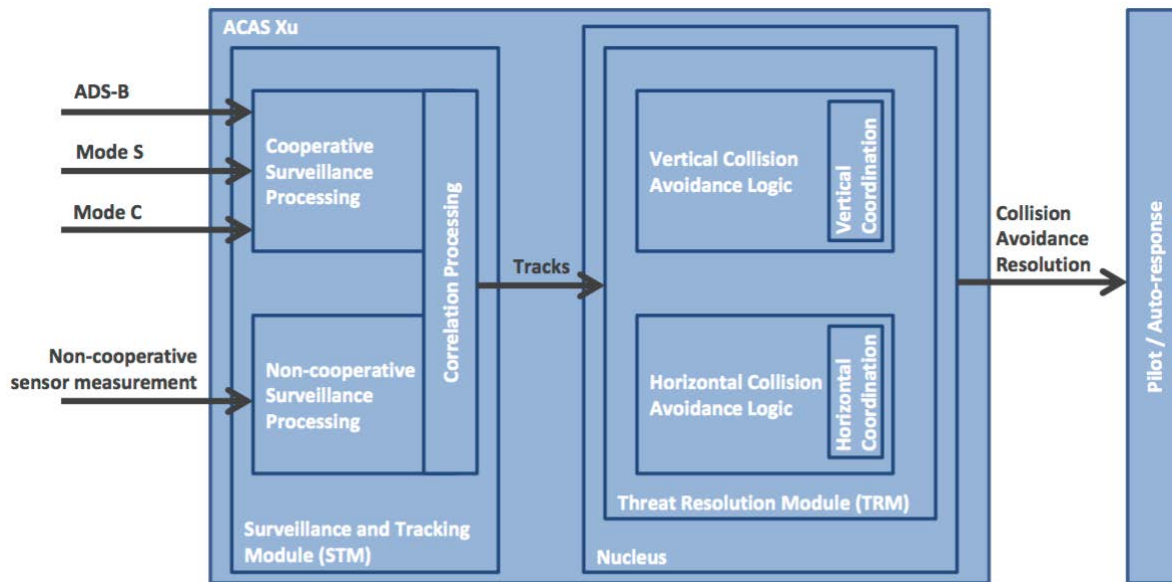 ACAS Xu
ADS-B
Mode S
Mode C
Cooperative
Surveillance
Processing
Non-cooperative
sensor measurement
Non-cooperative
Surveillance
Processing
Correlation Processing
Surveillance and Tracking
Module (STM)
Tracks
Vertical Collision
Avoidance Logic
Vertical
Coordination
Horizontal Collision
Avoidance Logic
Horizontal
Coordination
Threat Resolution Module (TRM)
Nucleus
Collision
Avoidance
Resolution
Pilot / Auto-response